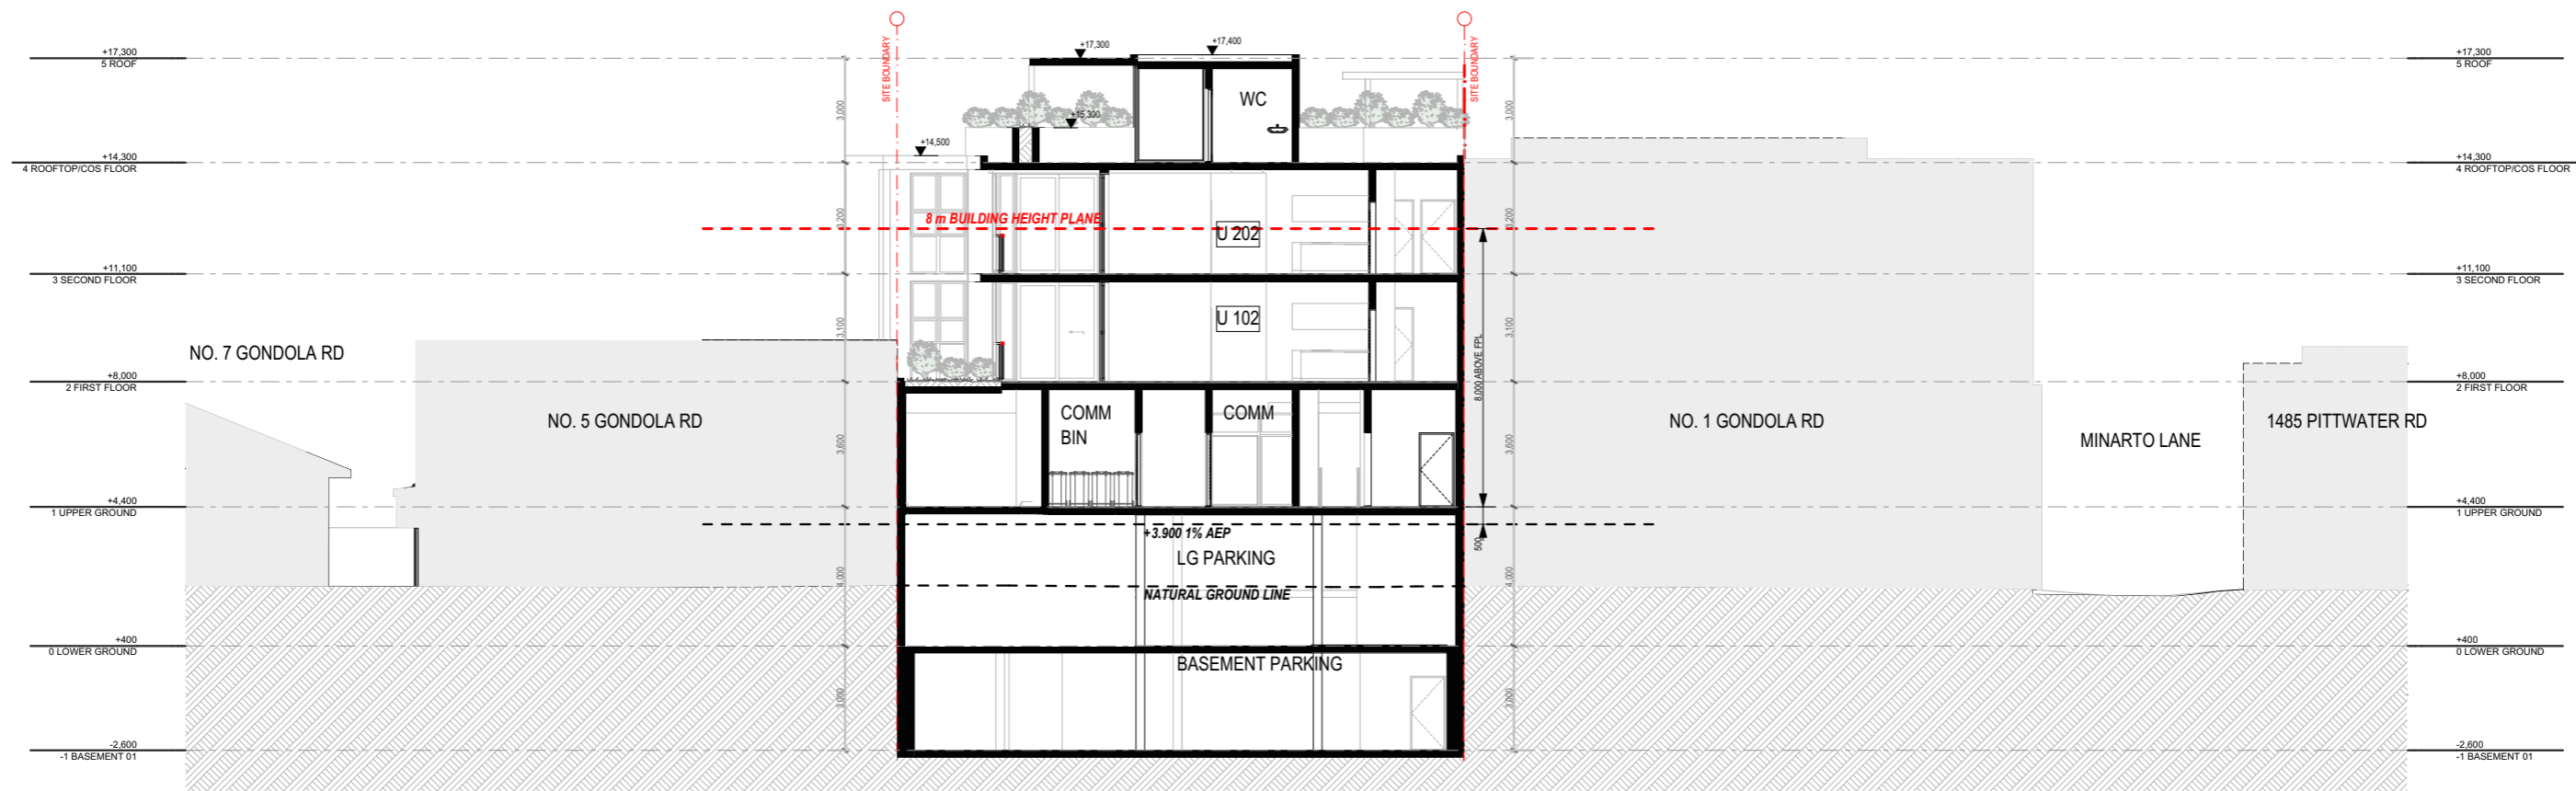 SITE BOUNDARY
SITE BOUNDARY
+17,300
5 ROOF
+17,300
+17,400
+17,300
5 ROOF
3,000
WC
3,000
+15,300
+14,500
+14,300
4 ROOFTOP/COS FLOOR
+14,300
4 ROOFTOP/COS FLOOR
3,200
8 m BUILDING HEIGHT PLANE
U 202
3,200
+11,100
3 SECOND FLOOR
+11,100
3 SECOND FLOOR
3,100
U 102
3,100
8,000 ABOVE FPL
NO. 7 GONDOLA RD
+8,000
2 FIRST FLOOR
+8,000
2 FIRST FLOOR
NO. 5 GONDOLA RD
3,600
COMM
BIN
COMM
3,600
NO. 1 GONDOLA RD
MINARTO LANE
1485 PITTWATER RD
+4,400
1 UPPER GROUND
+4,400
1 UPPER GROUND
500
+3.900 1% AEP
LG PARKING
4,000
4,000
NATURAL GROUND LINE
+400
0 LOWER GROUND
+400
0 LOWER GROUND
BASEMENT PARKING
3,000
3,000
-2,600
-1 BASEMENT 01
-2,600
-1 BASEMENT 01